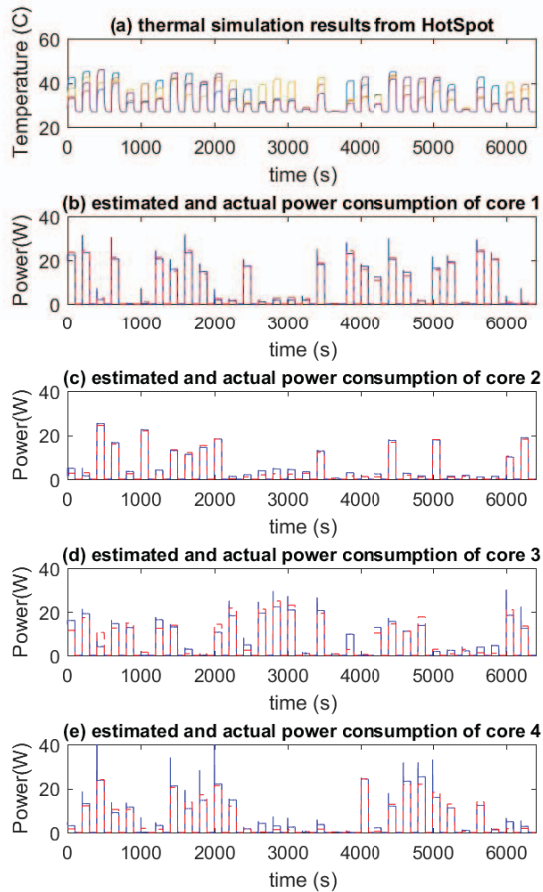 (a) thermal simulation results from HotSpot
Temperature (C)
60
40
20
0 1000 2000 3000 4000 5000 6000
time (s)
(b) estimated and actual power consumption of core 1
Power(W)
40
20
0
0 1000 2000 3000 4000 5000 6000
time (s)
(c) estimated and actual power consumption of core 2
Power(W)
40
20
0
0 1000 2000 3000 4000 5000 6000
time (s)
(d) estimated and actual power consumption of core 3
Power(W)
40
20
0
0 1000 2000 3000 4000 5000 6000
time (s)
(e) estimated and actual power consumption of core 4
Power(W)
40
20
0
0 1000 2000 3000 4000 5000 6000
time (s)